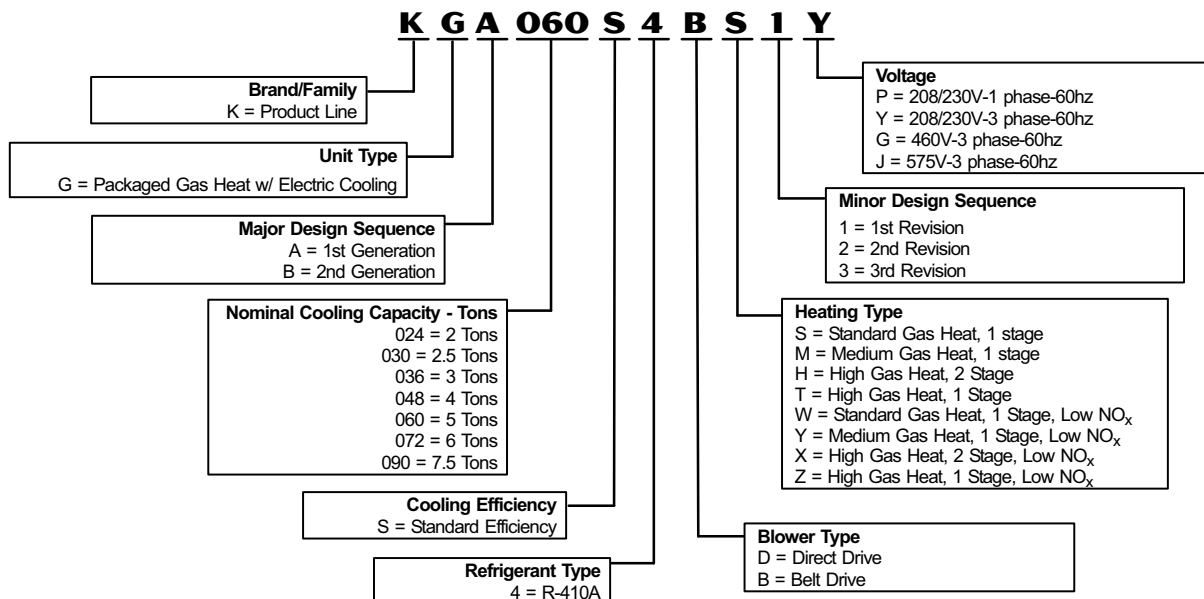 K G A 060 S 4 B S 1 Y
Brand/Family
K = Product Line
Unit Type
G = Packaged Gas Heat w/ Electric Cooling
Major Design Sequence
A = 1st Generation
B = 2nd Generation
Nominal Cooling Capacity - Tons
024 = 2 Tons
030 = 2.5 Tons
036 = 3 Tons
048 = 4 Tons
060 = 5 Tons
072 = 6 Tons
090 = 7.5 Tons
Cooling Efficiency
S = Standard Efficiency
Refrigerant Type
4 = R-410A
Voltage
P = 208/230V-1 phase-60hz
Y = 208/230V-3 phase-60hz
G = 460V-3 phase-60hz
J = 575V-3 phase-60hz
Minor Design Sequence
1 = 1st Revision
2 = 2nd Revision
3 = 3rd Revision
Heating Type
S = Standard Gas Heat, 1 stage
M = Medium Gas Heat, 1 stage
H = High Gas Heat, 2 Stage
T = High Gas Heat, 1 Stage
W = Standard Gas Heat, 1 Stage, Low NOx
Y = Medium Gas Heat, 1 Stage, Low NOx
X = High Gas Heat, 2 Stage, Low NOx
Z = High Gas Heat, 1 Stage, Low NOx
Blower Type
D = Direct Drive
B = Belt Drive